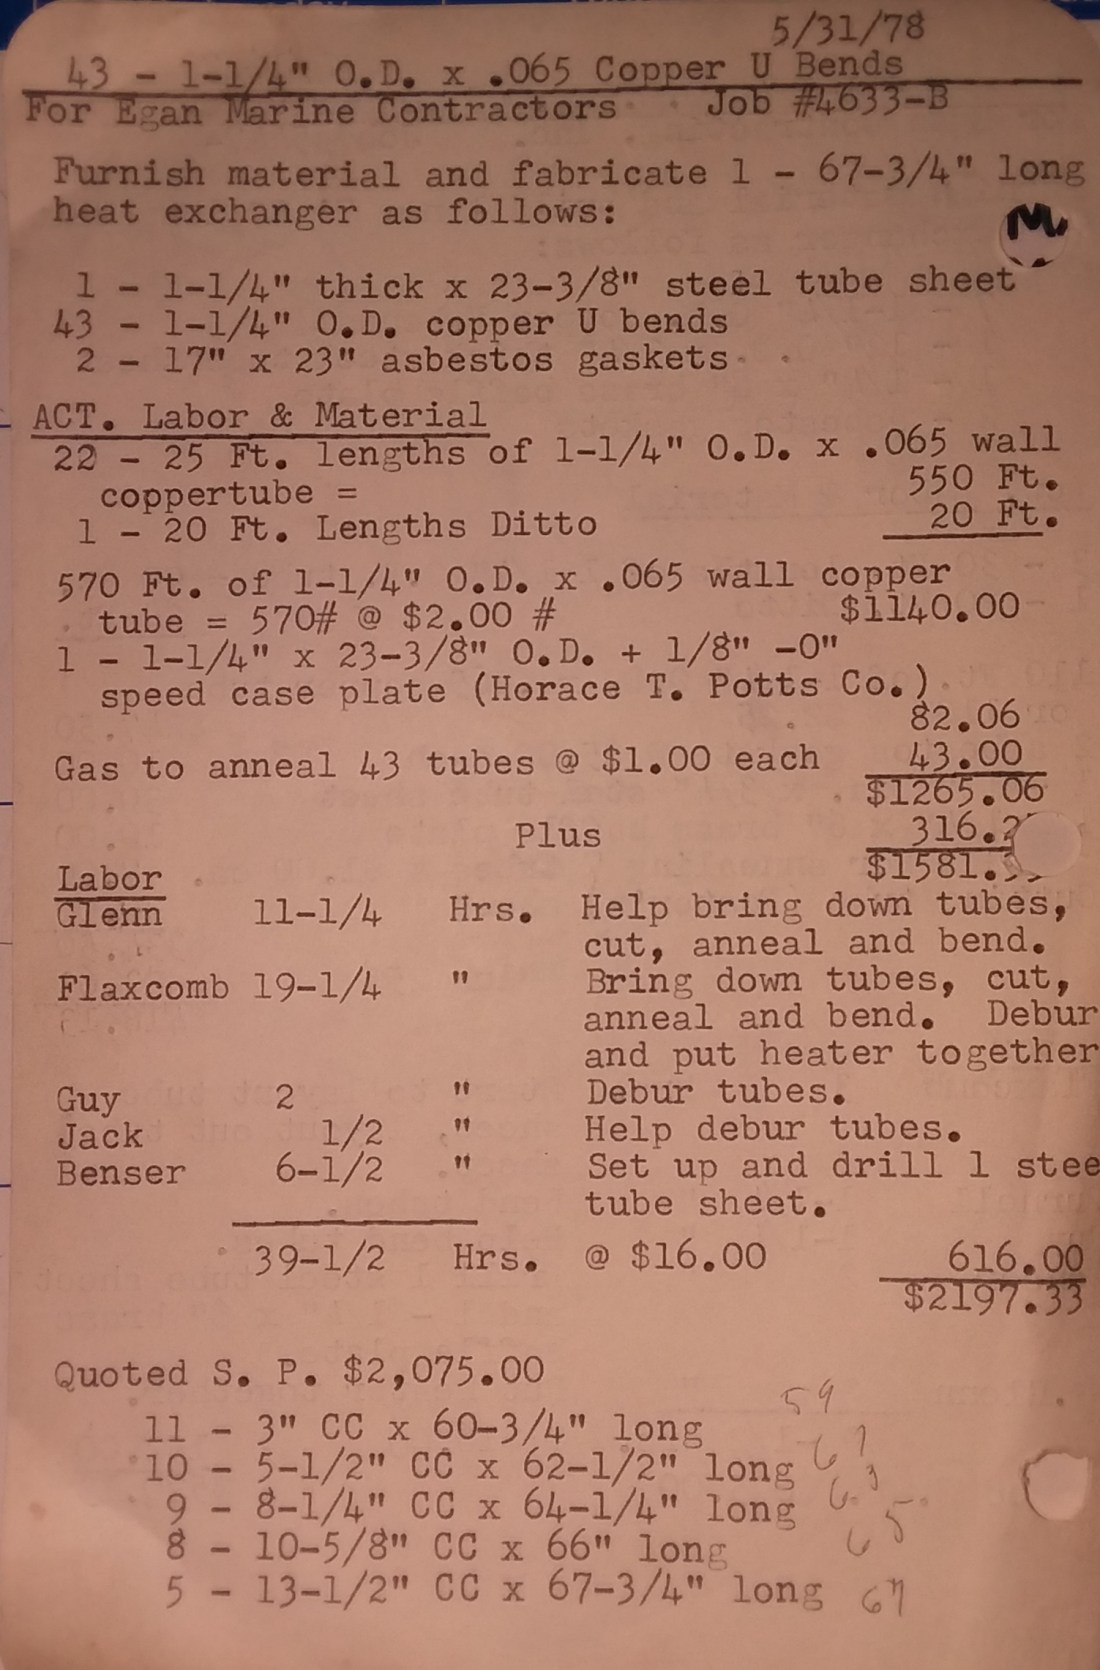 5/31/78
43 - 1-1/4" O.D. x .065 Copper U Bends
For Egan Marine Contractors Job #4633-B
Furnish material and fabricate 1 - 67-3/4" long
heat exchanger as follows:
1 - 1-1/4" thick x 23-3/8" steel tube sheet
43 - 1-1/4" O.D. copper U bends
2 - 17" x 23" asbestos gaskets
ACT. Labor & Material
22 - 25 Ft. lengths of 1-1/4" O.D. x .065 wall
coppertube = 550 Ft.
1 - 20 Ft. Lengths Ditto 20 Ft.
570 Ft. of 1-1/4" O.D. x .065 wall copper
tube = 570# @ $2.00 # $1140.00
1 - 1-1/4" x 23-3/8" O.D. + 1/8" -0"
speed case plate (Horace T. Potts Co.)
82.06
Gas to anneal 43 tubes @ $1.00 each 43.00
$1265.06
Plus 316.2
$1581.
Labor
Glenn 11-1/4 Hrs. Help bring down tubes,
cut, anneal and bend.
Flaxcomb 19-1/4 " Bring down tubes, cut,
anneal and bend. Debur
and put heater together
Guy 2 " Debur tubes.
Jack 1/2 " Help debur tubes.
Benser 6-1/2 " Set up and drill 1 stee
tube sheet.
39-1/2 Hrs. @ $16.00 616.00
$2197.33
Quoted S. P. $2,075.00
59
11 - 3" CC x 60-3/4" long
10 - 5-1/2" CC x 62-1/2" long 61
9 - 8-1/4" CC x 64-1/4" long 63
8 - 10-5/8" CC x 66" long 65
5 - 13-1/2" CC x 67-3/4" long 67